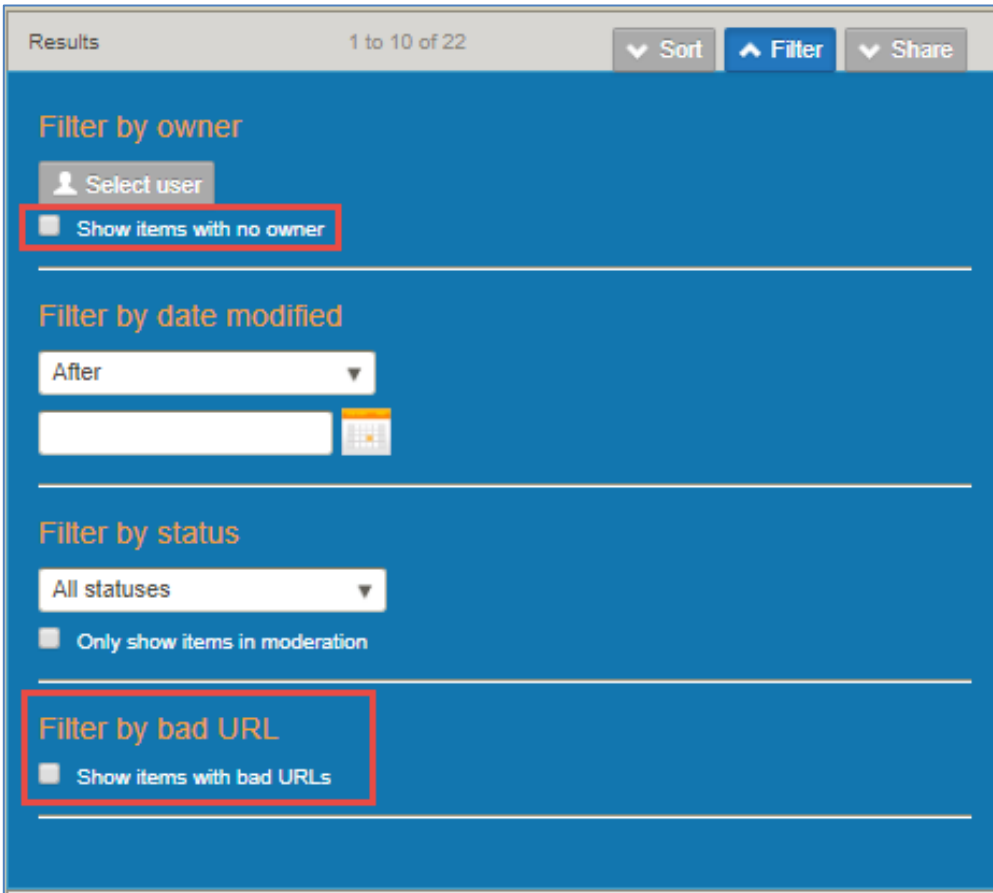 Results 1 to 10 of 22 Sort Filter Share
Filter by owner
Select user
Show items with no owner
Filter by date modified
After
Filter by status
All statuses
Only show items in moderation
Filter by bad URL
Show items with bad URLs